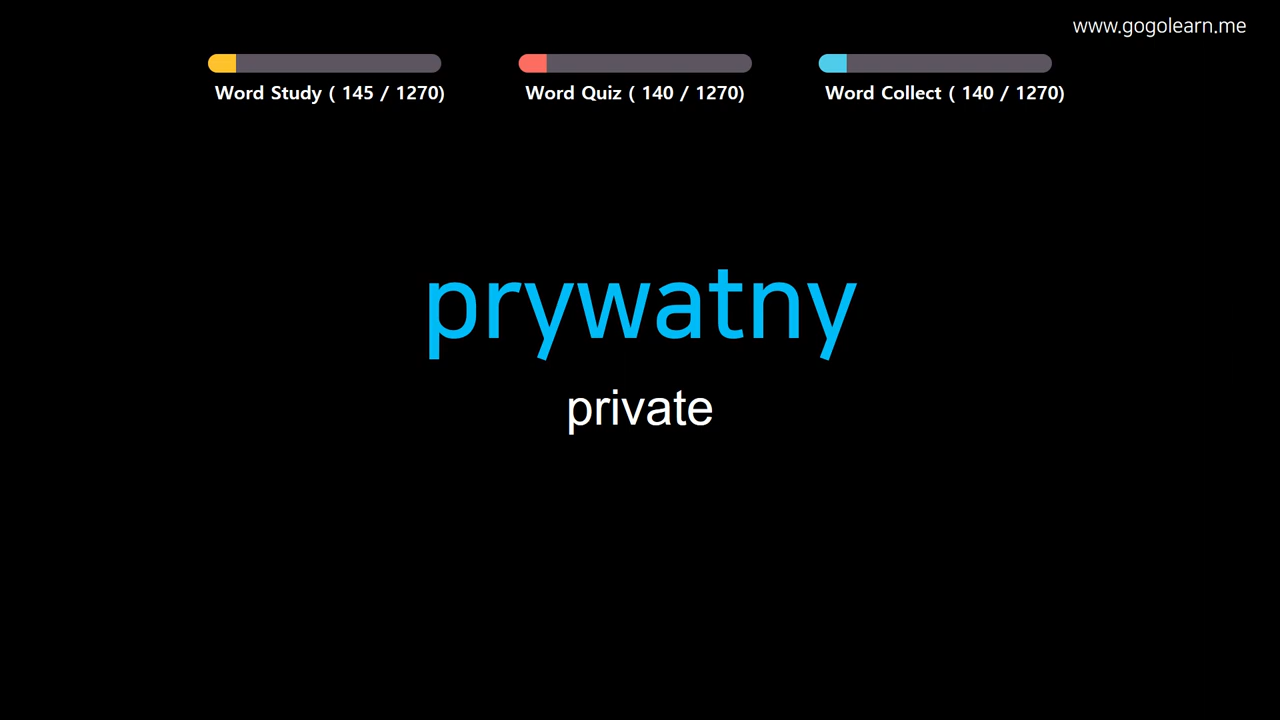 www.gogolearn.me
Word Study ( 145 / 1270)
Word Quiz ( 140 / 1270)
Word Collect ( 140 / 1270)
prywatny
private